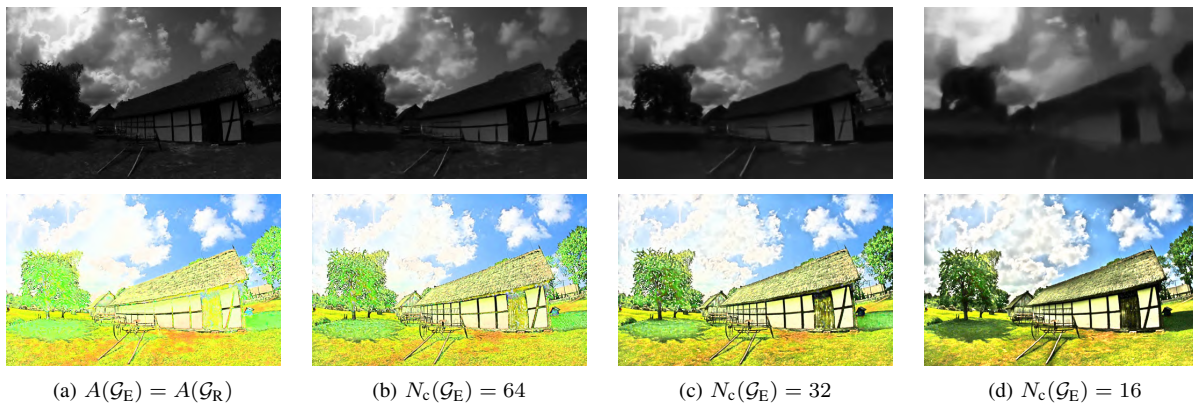 (a) A(𝒢_E) = A(𝒢_R)
(b) N_c(𝒢_E) = 64
(c) N_c(𝒢_E) = 32
(d) N_c(𝒢_E) = 16